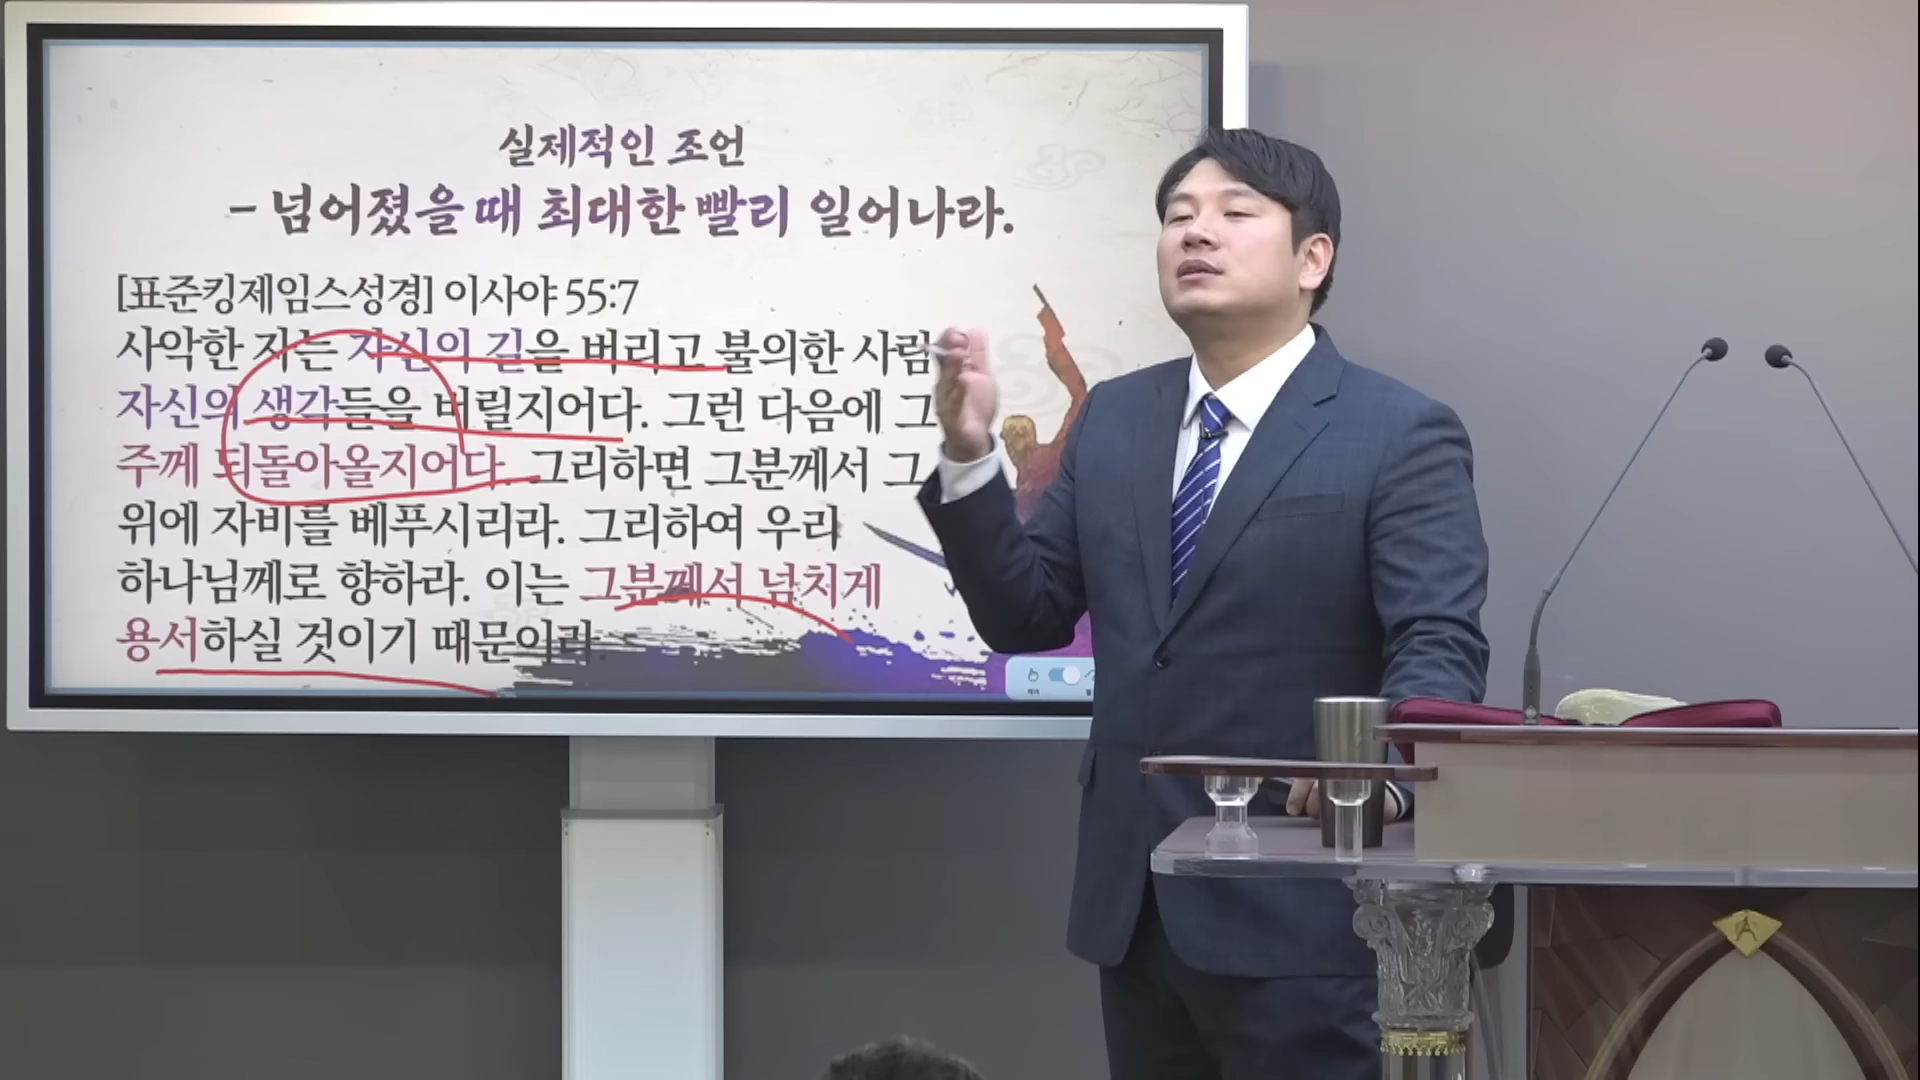 실제적인 조언
- 넘어졌을 때 최대한 빨리 일어나라.
[표준킹제임스성경] 이사야 55:7
사악한 자는 자신의 길을 버리고 불의한 사람
자신의 생각들을 버릴지어다. 그런 다음에 그
주께 되돌아올지어다. 그리하면 그분께서 그
위에 자비를 베푸시리라. 그리하여 우리
하나님께로 향하라. 이는 그분께서 넘치게
용서하실 것이기 때문이라
제어